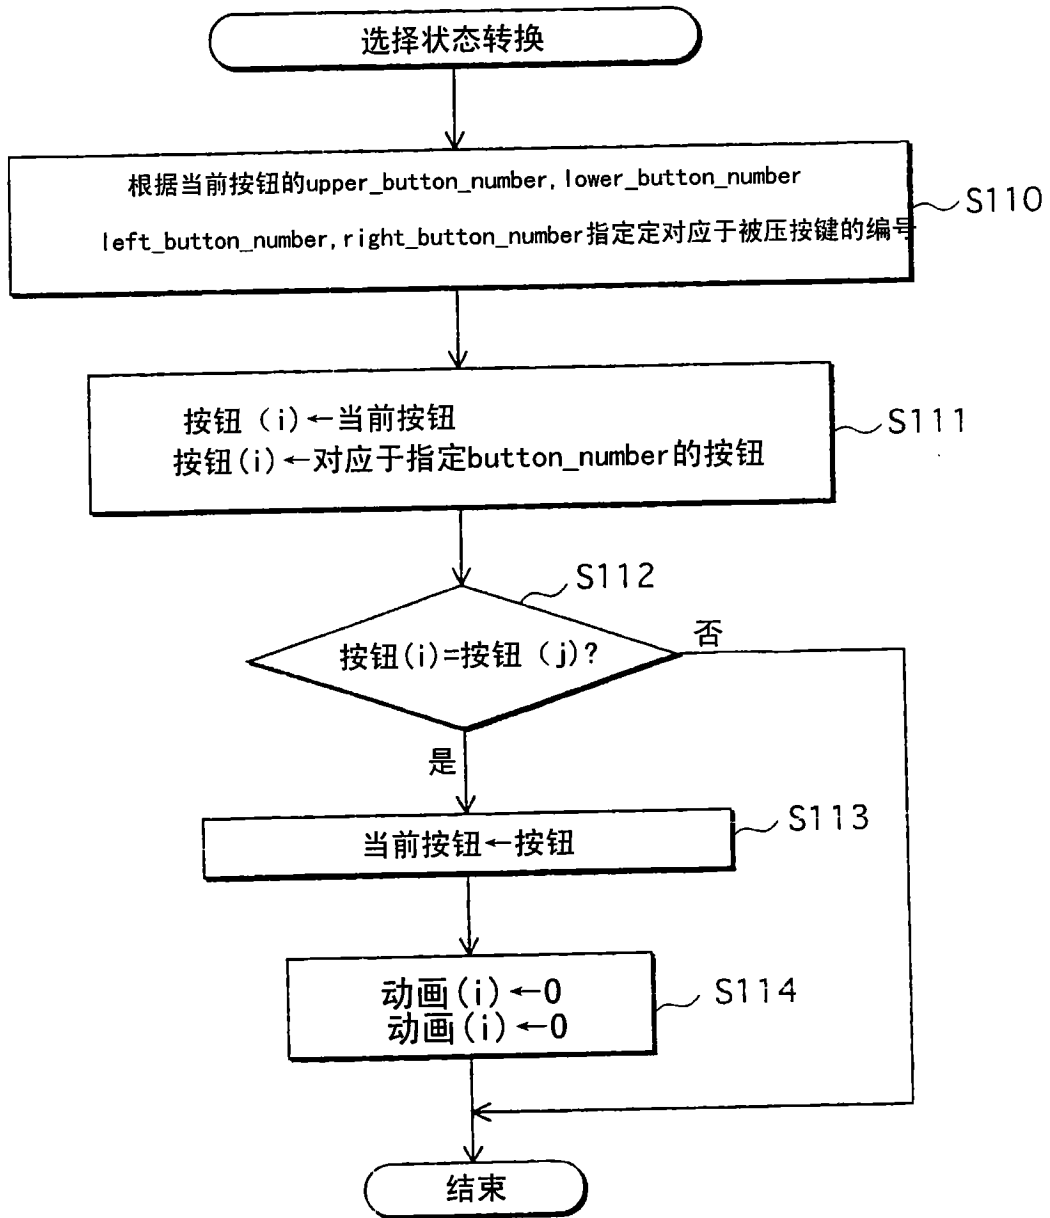 选择状态转换
根据当前按钮的upper_button_number,lower_button_number
left_button_number,right_button_number指定定对应于被压按键的编号
S110
按钮（i)←当前按钮
按钮(i)←对应于指定button_number的按钮
S111
S112
按钮(i)=按钮（j)?
否
是
当前按钮←按钮
S113
动画(i)←0
动画(i)←0
S114
结束